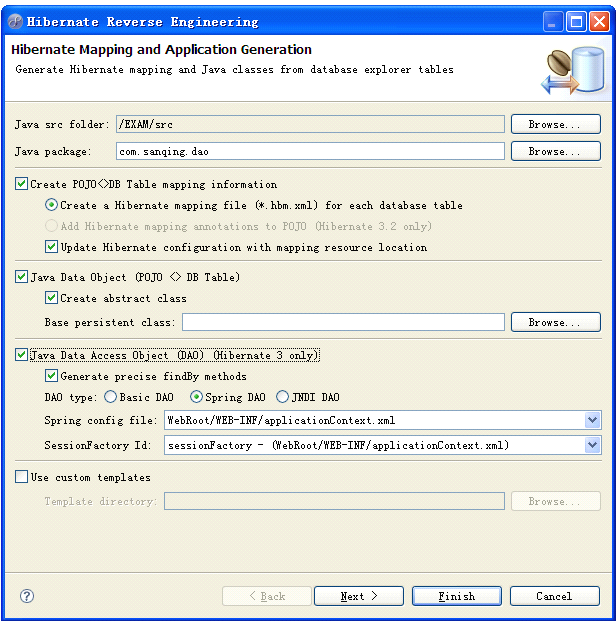 Hibernate Reverse Engineering
Hibernate Mapping and Application Generation
Generate Hibernate mapping and Java classes from database explorer tables
Java src folder: /EXAM/src Browse...
Java package: com.sanqing.dao Browse...
Create POJO<>DB Table mapping information
Create a Hibernate mapping file (*.hbm.xml) for each database table
Add Hibernate mapping annotations to POJO (Hibernate 3.2 only)
Update Hibernate configuration with mapping resource location
Java Data Object (POJO <> DB Table)
Create abstract class
Base persistent class: Browse...
Java Data Access Object (DAO) (Hibernate 3 only)
Generate precise findBy methods
DAO type: Basic DAO Spring DAO JNDI DAO
Spring config file: WebRoot/WEB-INF/applicationContext.xml
SessionFactory Id: sessionFactory - (WebRoot/WEB-INF/applicationContext.xml)
Use custom templates
Template directory: Browse...
? < Back Next > Finish Cancel